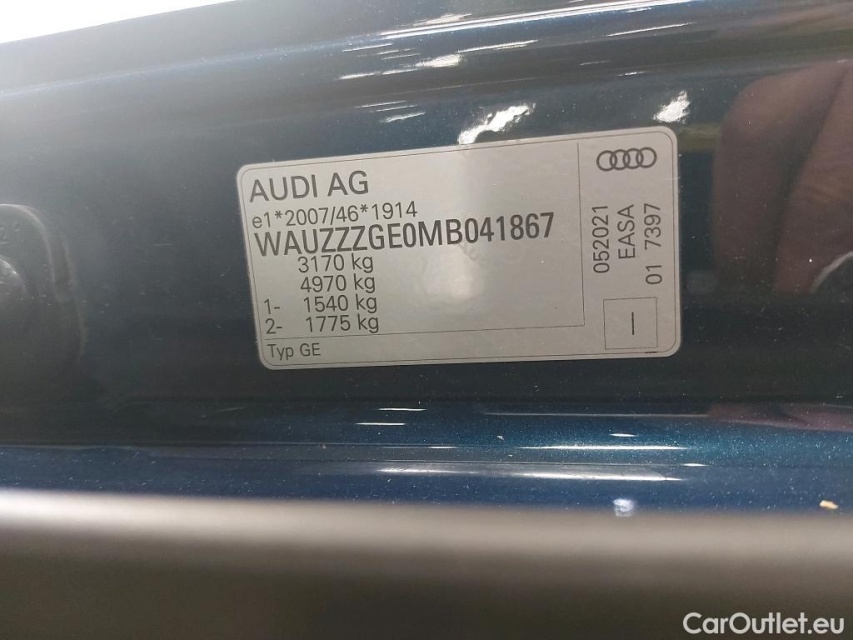 AUDI AG
e1*2007/46*1914
WAUZZZGE0MB041867
3170 kg
4970 kg
1- 1540 kg
2- 1775 kg
Typ GE
052021
EASA
01 7397
I
CarOutlet.eu